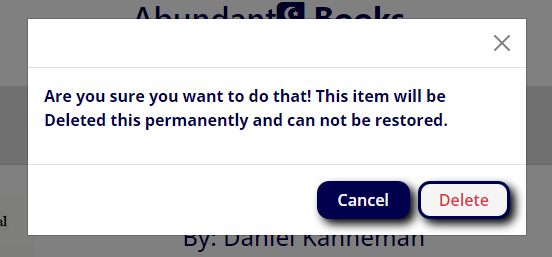 Abundant Books
Are you sure you want to do that! This item will be
Deleted this permanently and can not be restored.
Cancel Delete
al
By: Daniel Kahneman